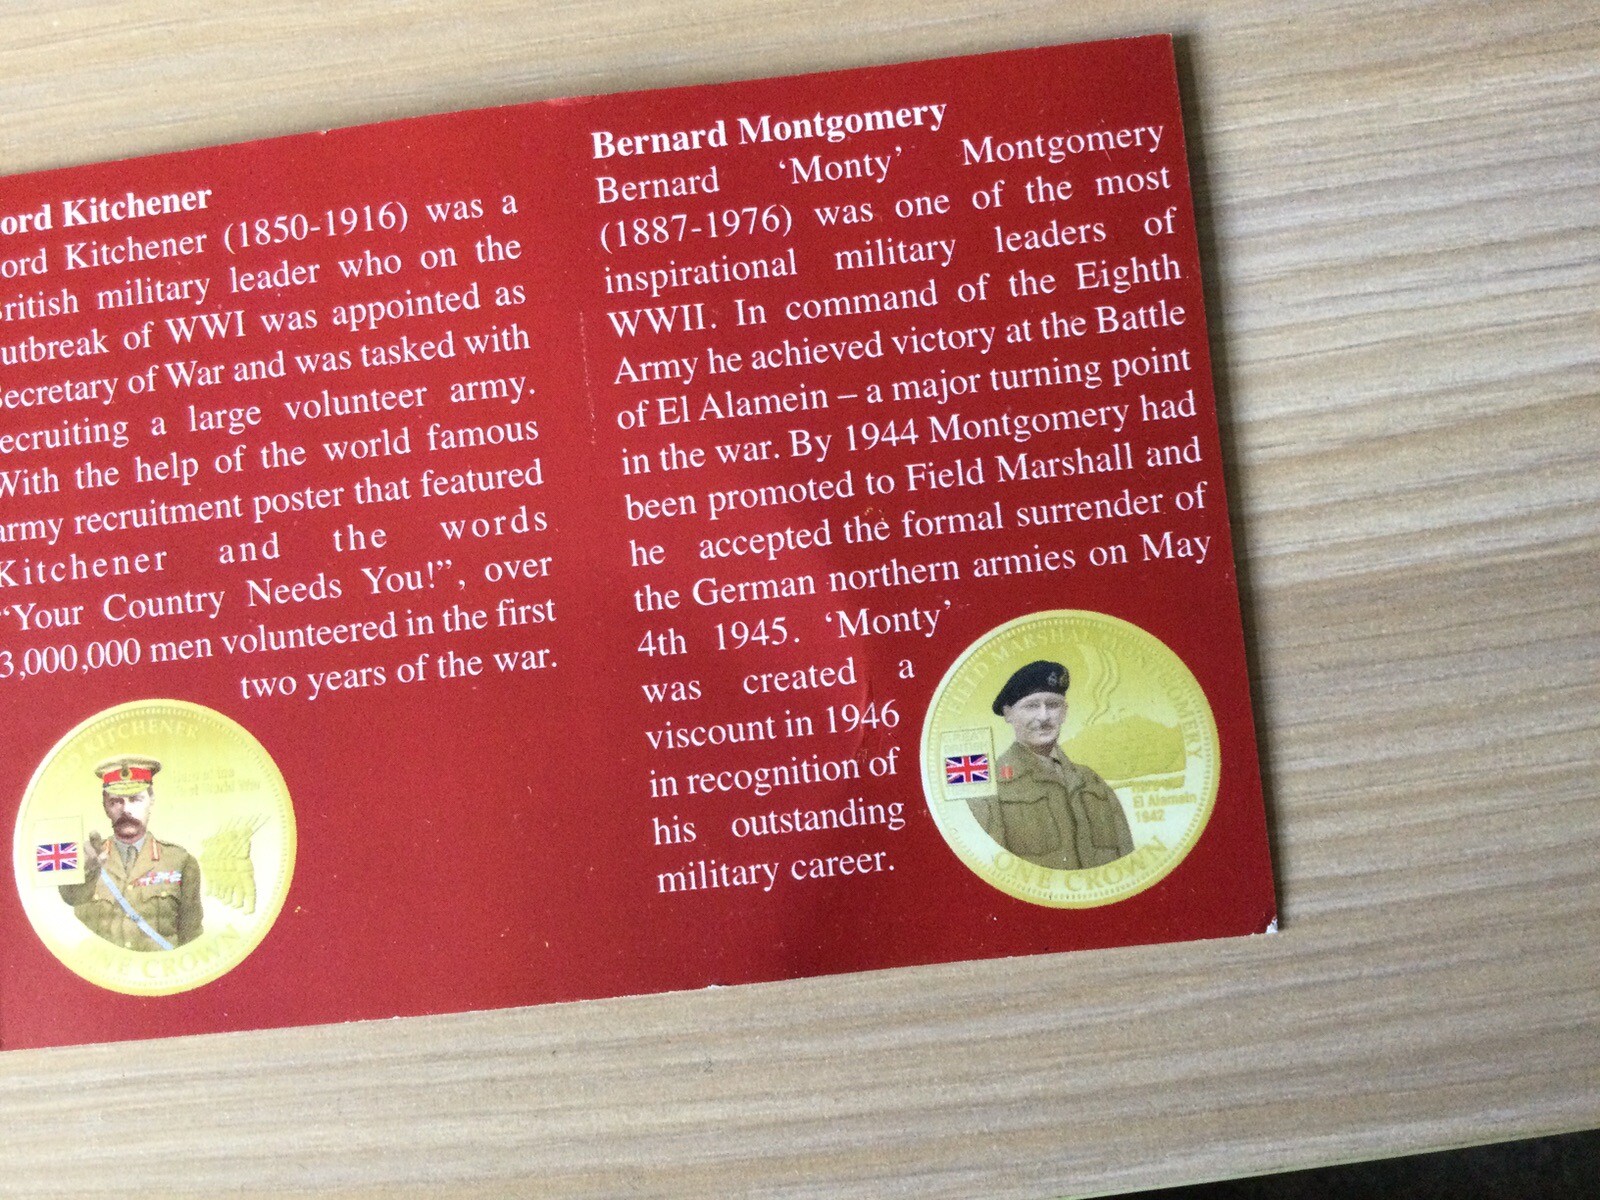 ord Kitchener
ord Kitchener (1850-1916) was a
ritish military leader who on the
utbreak of WWI was appointed as
Secretary of War and was tasked with
ecruiting a large volunteer army.
With the help of the world famous
army recruitment poster that featured
Kitchener and the words
“Your Country Needs You!”, over
3,000,000 men volunteered in the first
two years of the war.
KITCHENER
CROWN
Bernard Montgomery
Bernard ‘Monty’ Montgomery
(1887-1976) was one of the most
inspirational military leaders of
WWII. In command of the Eighth
Army he achieved victory at the Battle
of El Alamein – a major turning point
in the war. By 1944 Montgomery had
been promoted to Field Marshall and
he accepted the formal surrender of
the German northern armies on May
4th 1945. ‘Monty’
was created a
viscount in 1946
in recognition of
his outstanding
military career.
FIELD MARSHAL MONTGOMERY
GREAT
BRITAIN
El Alamein
1942
ONE CROWN